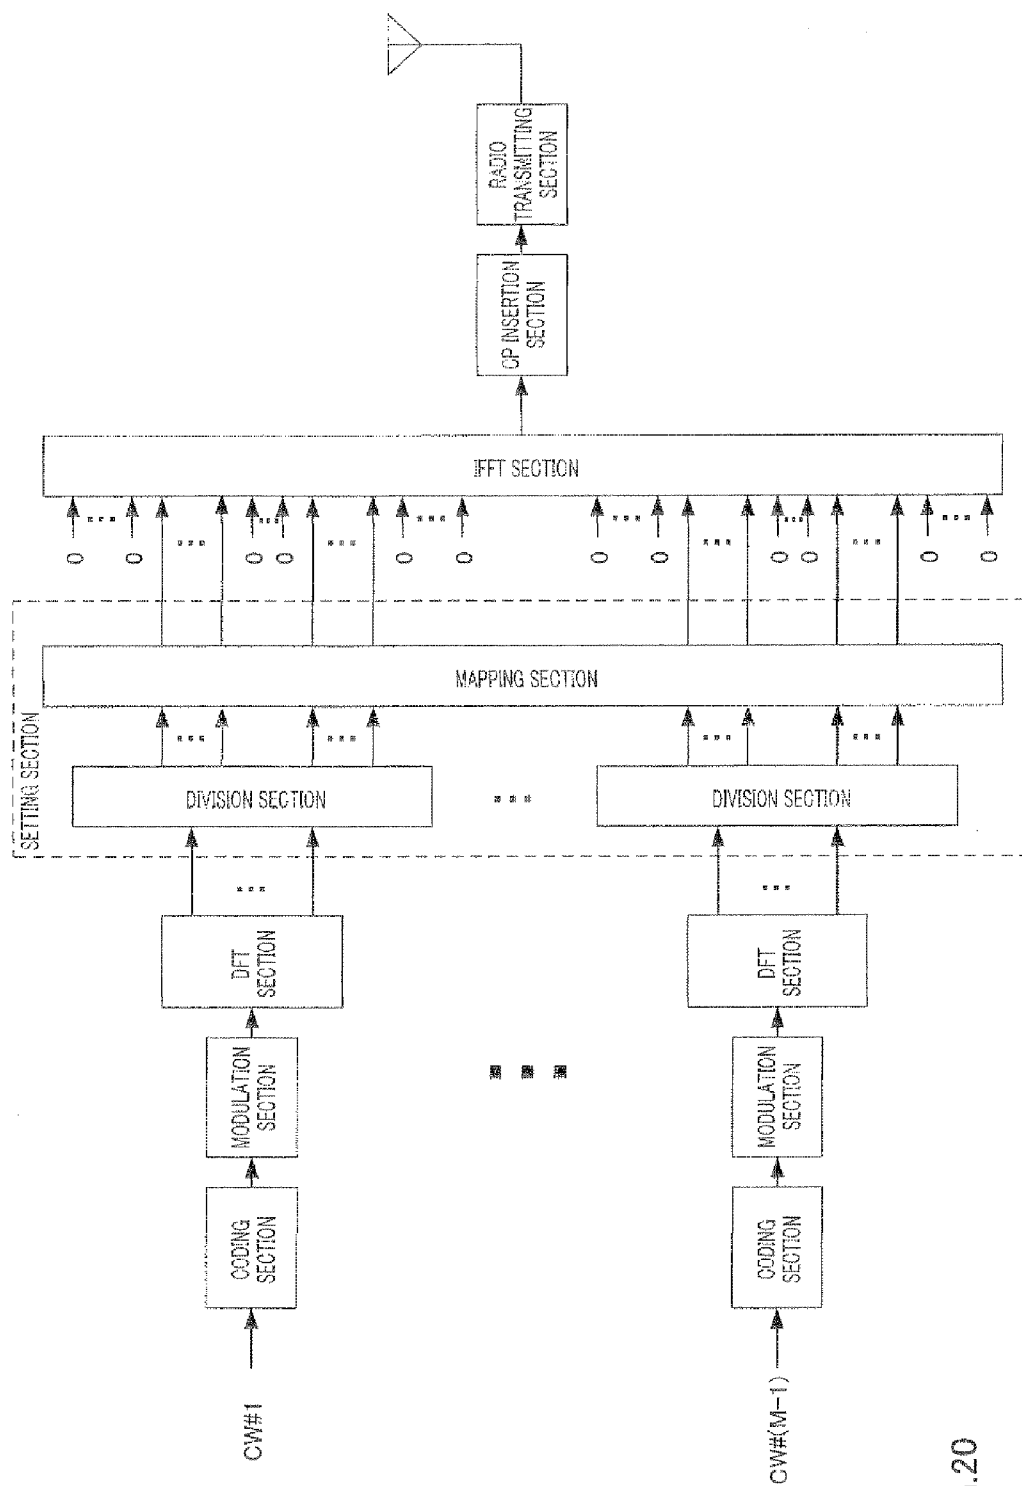 CW#1
CODING
SECTION
MODULATION
SECTION
DFT
SECTION
SETTING SECTION
DIVISION SECTION
MAPPING SECTION
0
0
0
0
0
0
0
0
0
0
0
0
IFFT SECTION
CP INSERTION
SECTION
RADIO
TRANSMITTING
SECTION
CW#(M-1)
CODING
SECTION
MODULATION
SECTION
DFT
SECTION
DIVISION SECTION
.20